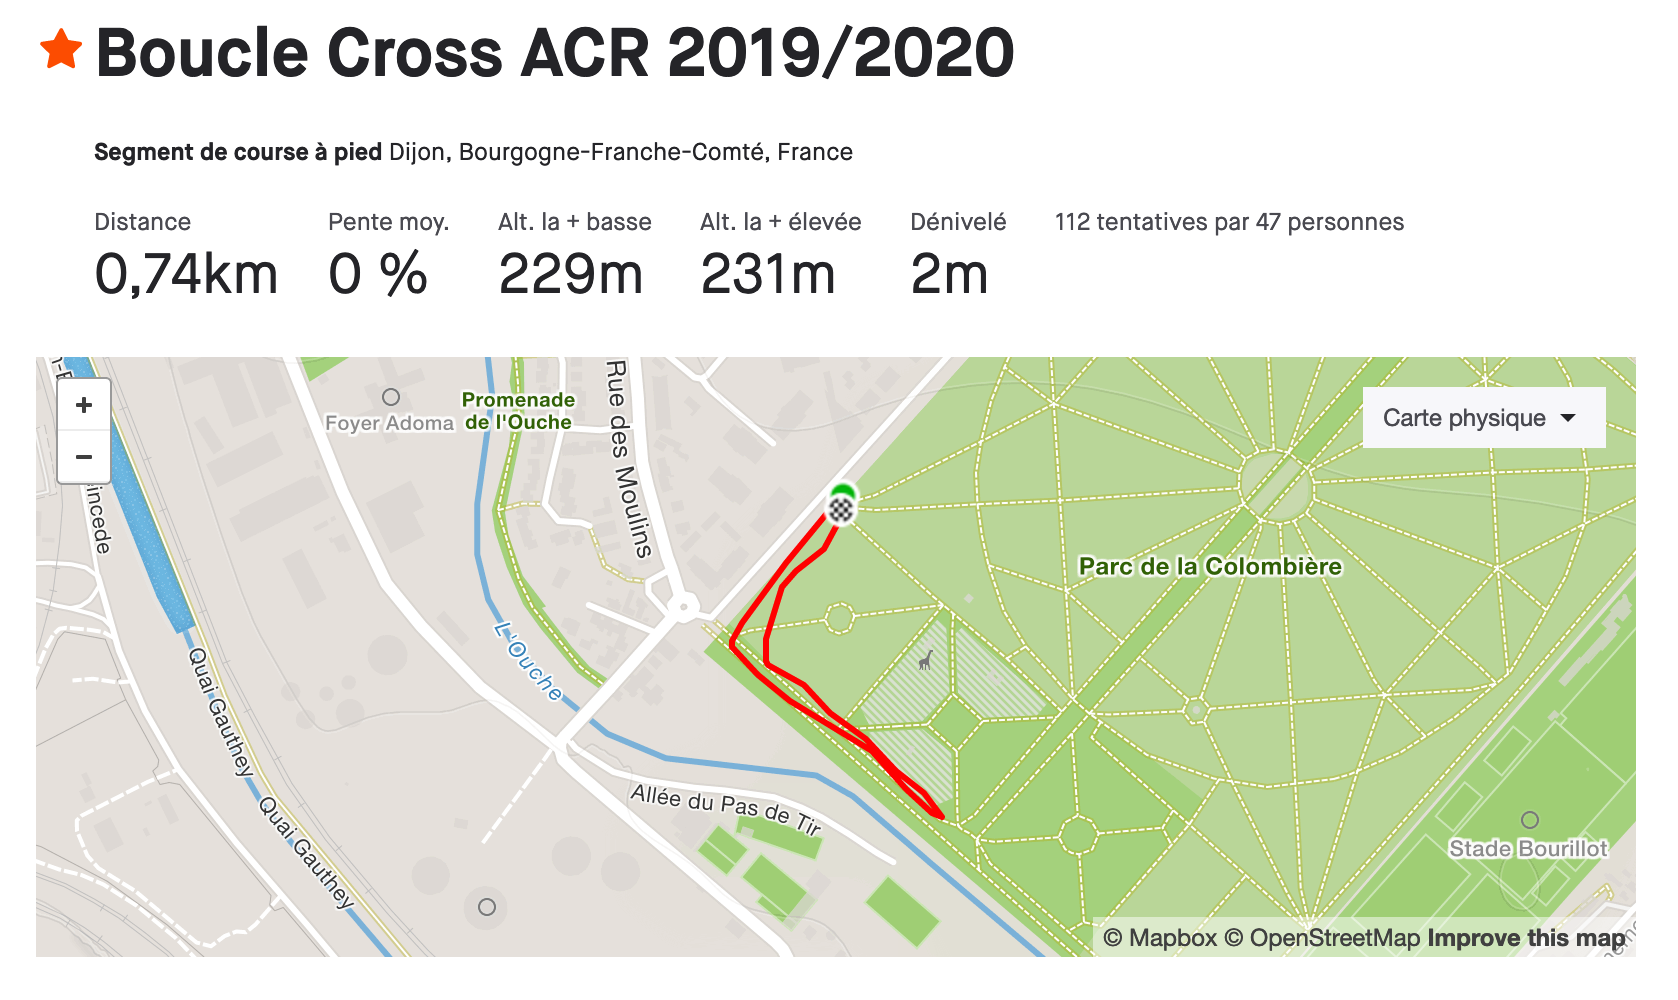 Boucle Cross ACR 2019/2020
Segment de course à pied Dijon, Bourgogne-Franche-Comté, France
Distance
0,74km
Pente moy.
0 %
Alt. la + basse
229m
Alt. la + élevée
231m
Dénivelé
2m
112 tentatives par 47 personnes
+
−
Carte physique
Foyer Adoma
Promenade
de l'Ouche
Rue des Moulins
Parc de la Colombière
L'Ouche
Quai Gauthey
Quai Gauthey
Allée du Pas de Tir
Stade Bourillot
© Mapbox © OpenStreetMap Improve this map